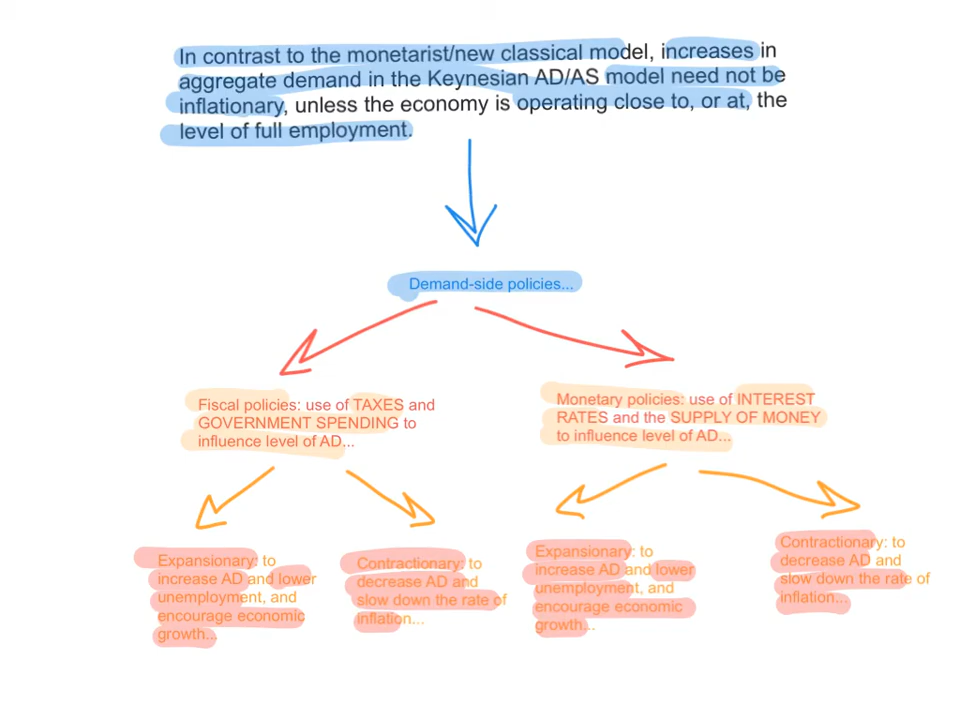 In contrast to the monetarist/new classical model, increases in
aggregate demand in the Keynesian AD/AS model need not be
inflationary, unless the economy is operating close to, or at, the
level of full employment.
Demand-side policies...
Fiscal policies: use of TAXES and
GOVERNMENT SPENDING to
influence level of AD...
Monetary policies: use of INTEREST
RATES and the SUPPLY OF MONEY
to influence level of AD...
Expansionary: to
increase AD and lower
unemployment, and
encourage economic
growth...
Contractionary: to
decrease AD and
slow down the rate of
inflation...
Expansionary: to
increase AD and lower
unemployment, and
encourage economic
growth...
Contractionary: to
decrease AD and
slow down the rate of
inflation...